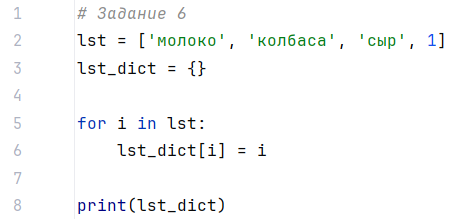 1 # Задание 6
2 lst = ['молоко', 'колбаса', 'сыр', 1]
3 lst_dict = {}
4
5 for i in lst:
6     lst_dict[i] = i
7
8 print(lst_dict)